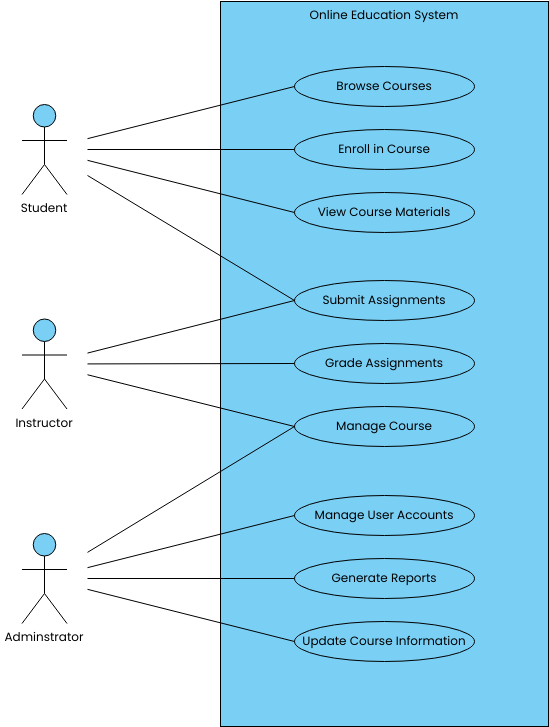 Online Education System
Browse Courses
Enroll in Course
View Course Materials
Student
Submit Assignments
Grade Assignments
Instructor
Manage Course
Manage User Accounts
Generate Reports
Adminstrator
Update Course Information